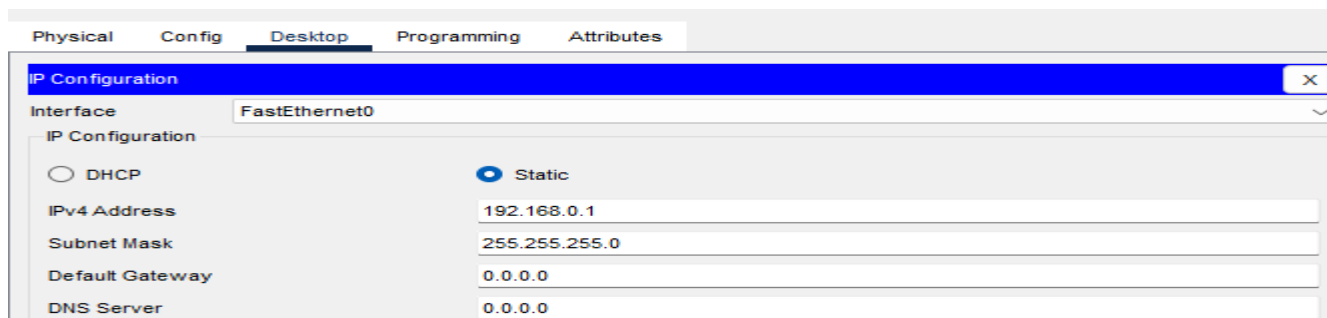 Physical Config Desktop Programming Attributes
IP Configuration X
Interface FastEthernet0
IP Configuration
DHCP Static
IPv4 Address 192.168.0.1
Subnet Mask 255.255.255.0
Default Gateway 0.0.0.0
DNS Server 0.0.0.0